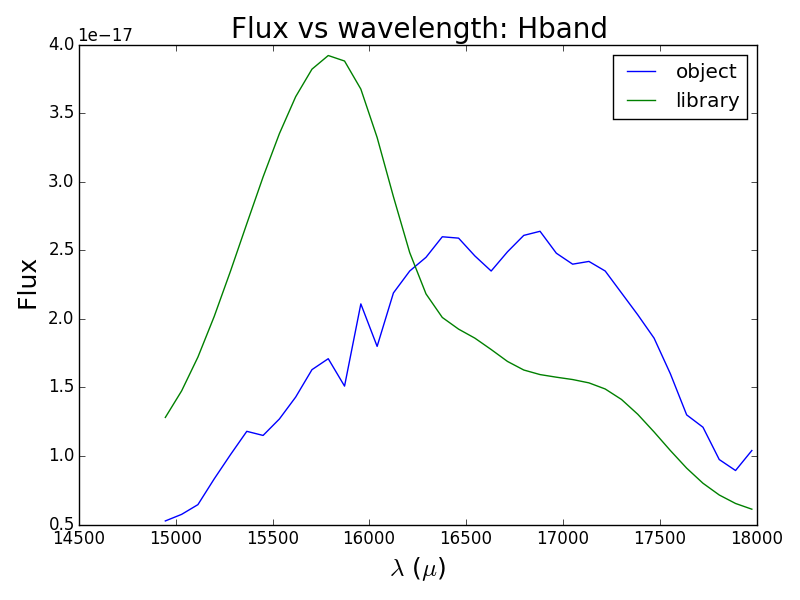 Flux vs wavelength: Hband
1e−17
object
library
4.0
3.5
3.0
2.5
2.0
1.5
1.0
0.5
Flux
14500 15000 15500 16000 16500 17000 17500 18000
λ (μ)